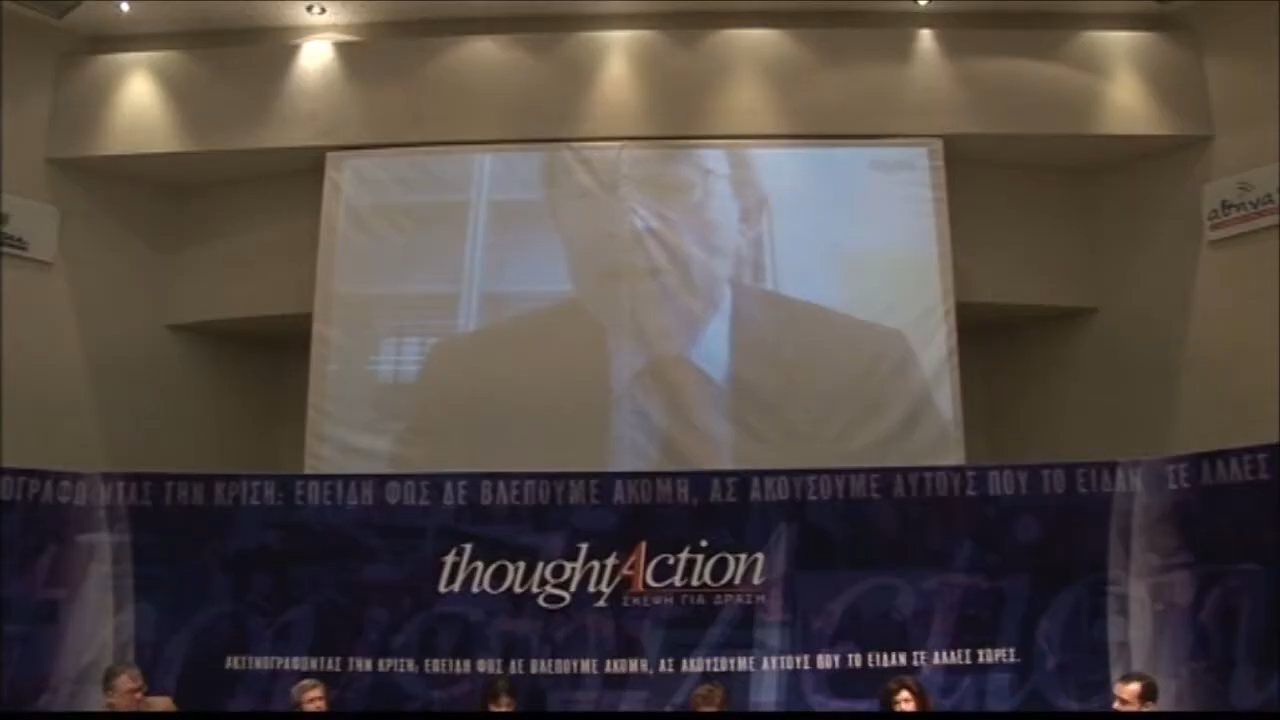 αθήνα
ΟΓΡΑΦΩΝΤΑΣ ΤΗΝ ΚΡΙΣΗ: ΕΠΕΙΔΗ ΦΩΣ ΔΕ ΒΛΕΠΟΥΜΕ ΑΚΟΜΗ, ΑΣ ΑΚΟΥΣΟΥΜΕ ΑΥΤΟΥΣ ΠΟΥ ΤΟ ΕΙΔΑΝ ΣΕ ΑΛΛΕΣ
thoughtAction
ΣΚΕΨΗ ΓΙΑ ΔΡΑΣΗ
ΑΚΤΙΝΟΓΡΑΦΩΝΤΑΣ ΤΗΝ ΚΡΙΣΗ: ΕΠΕΙΔΗ ΦΩΣ ΔΕ ΒΛΕΠΟΥΜΕ ΑΚΟΜΗ, ΑΣ ΑΚΟΥΣΟΥΜΕ ΑΥΤΟΥΣ ΠΟΥ ΤΟ ΕΙΔΑΝ ΣΕ ΑΛΛΕΣ ΧΩΡΕΣ.